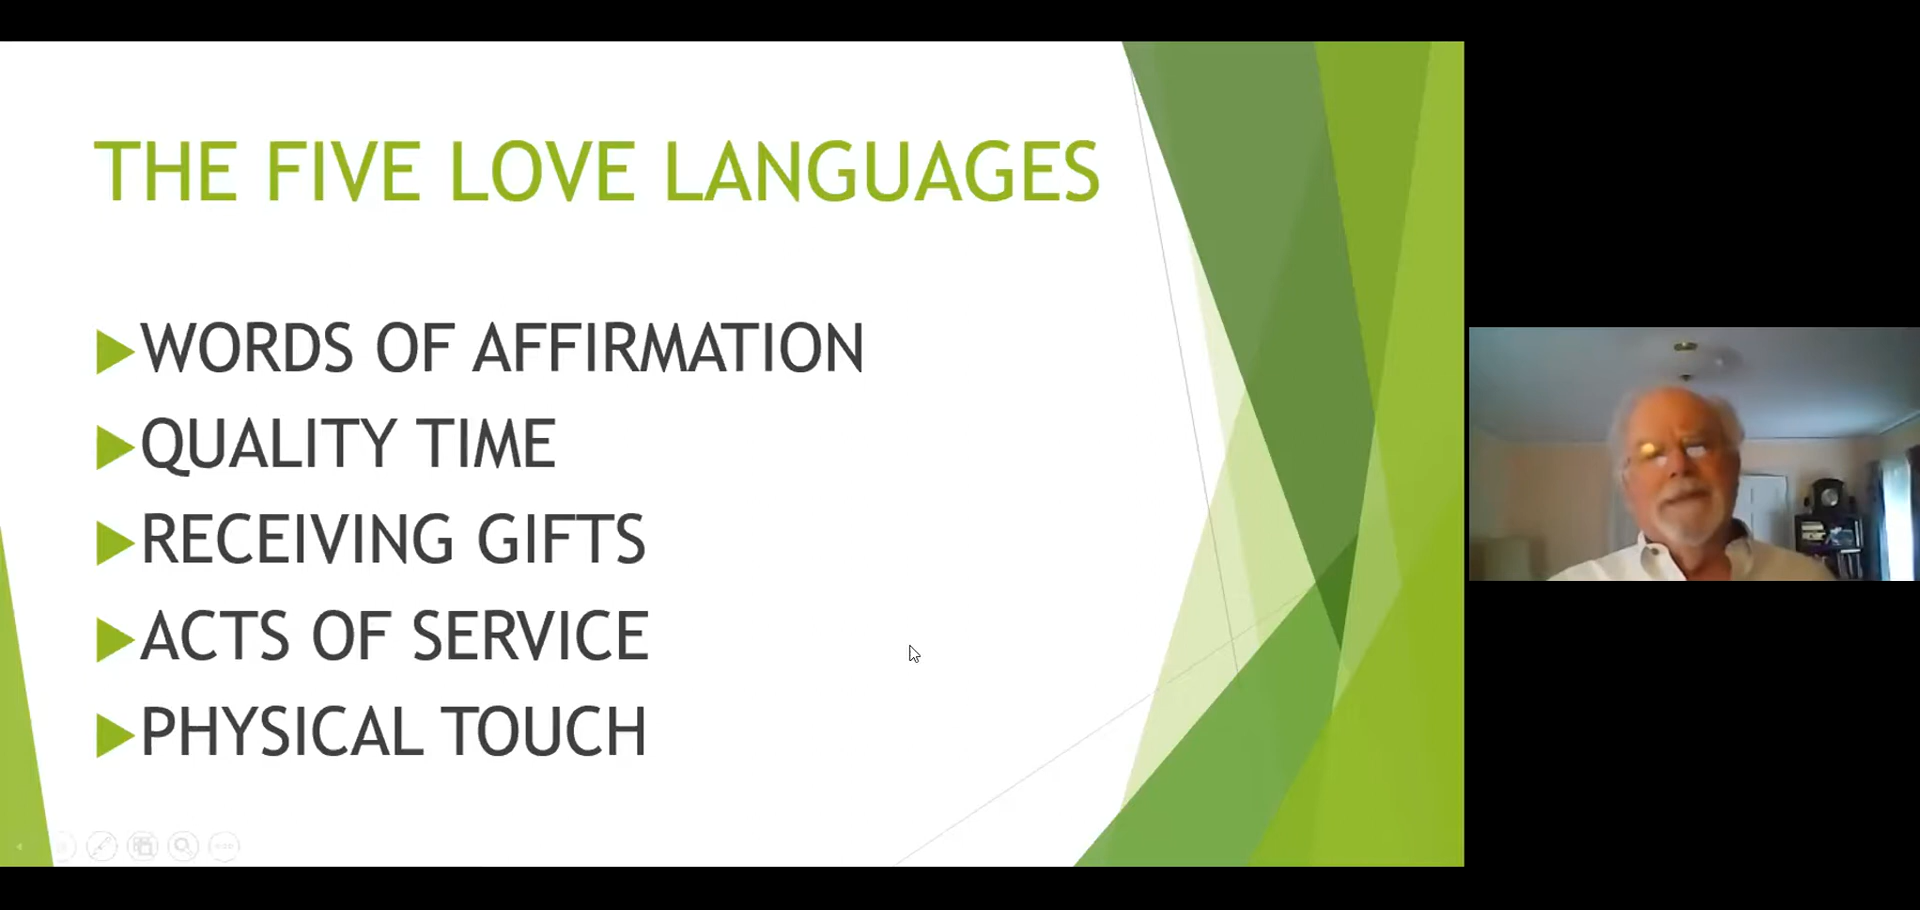 THE FIVE LOVE LANGUAGES
WORDS OF AFFIRMATION
QUALITY TIME
RECEIVING GIFTS
ACTS OF SERVICE
PHYSICAL TOUCH